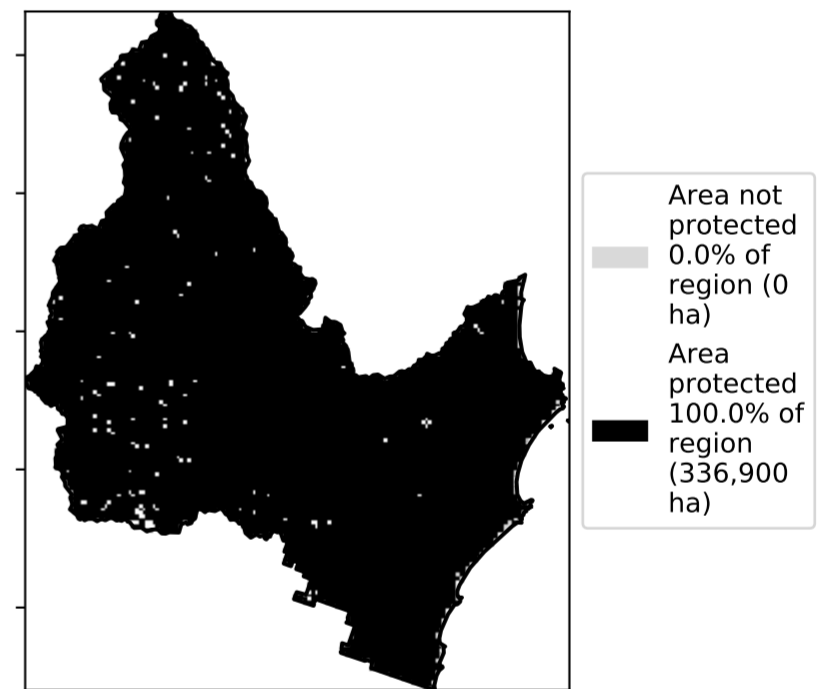 Area not
protected
0.0% of
region (0
ha)
Area
protected
100.0% of
region
(336,900
ha)